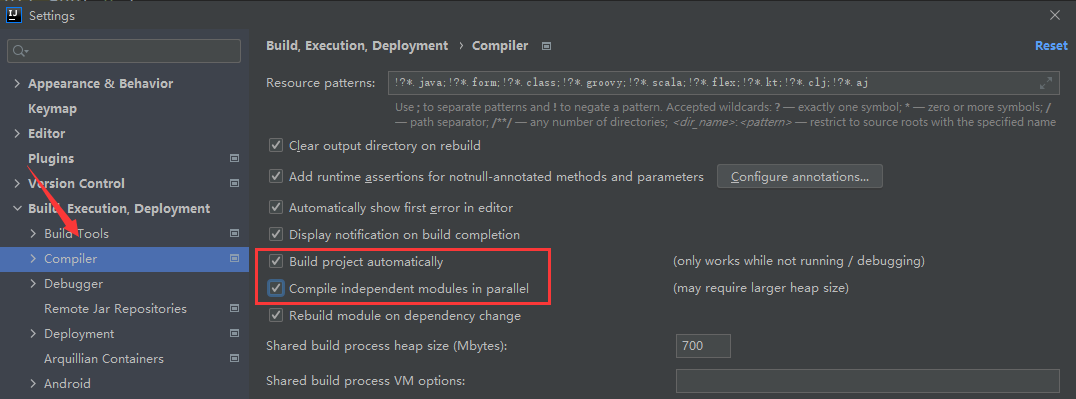 Settings
Build, Execution, Deployment › Compiler
Reset
Appearance & Behavior
Keymap
Editor
Plugins
Version Control
Build, Execution, Deployment
Build Tools
Compiler
Debugger
Remote Jar Repositories
Deployment
Arquillian Containers
Android
Resource patterns: !?*.java;!?*.form;!?*.class;!?*.groovy;!?*.scala;!?*.flex;!?*.kt;!?*.clj;!?*.aj
Use ; to separate patterns and ! to negate a pattern. Accepted wildcards: ? — exactly one symbol; * — zero or more symbols; /
— path separator; /**/ — any number of directories; <dir_name>:<pattern> — restrict to source roots with the specified name
Clear output directory on rebuild
Add runtime assertions for notnull-annotated methods and parameters Configure annotations...
Automatically show first error in editor
Display notification on build completion
Build project automatically (only works while not running / debugging)
Compile independent modules in parallel (may require larger heap size)
Rebuild module on dependency change
Shared build process heap size (Mbytes): 700
Shared build process VM options: